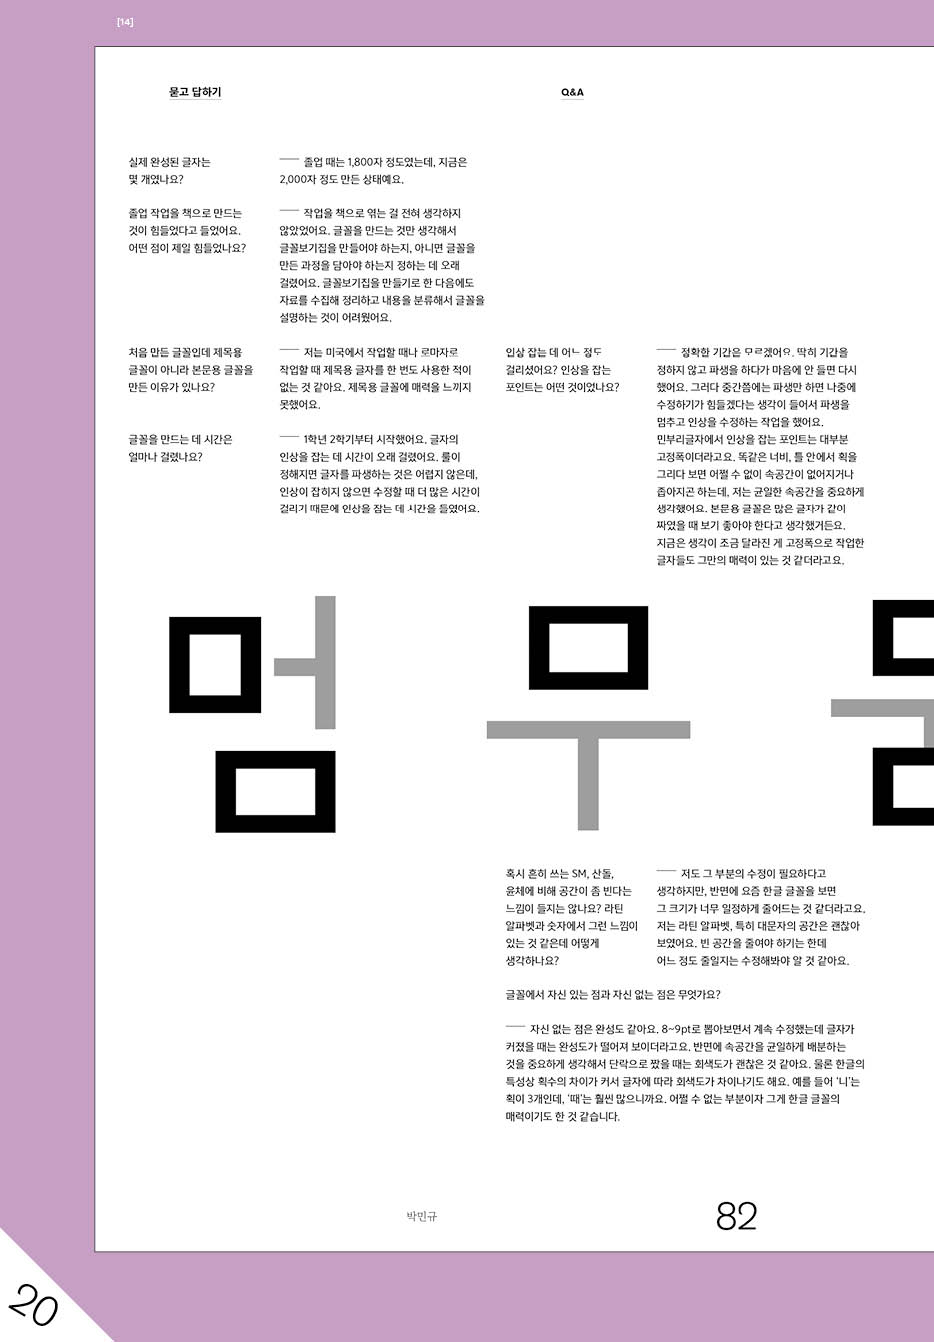 [14]
묻고 답하기
Q&A
실제 완성된 글자는
몇 개였나요?
졸업 때는 1,800자 정도였는데, 지금은
2,000자 정도 만든 상태예요.
졸업 작업을 책으로 만드는
것이 힘들었다고 들었어요.
어떤 점이 제일 힘들었나요?
작업을 책으로 엮는 걸 전혀 생각하지
않았었어요. 글꼴을 만드는 것만 생각해서
글꼴보기집을 만들어야 하는지, 아니면 글꼴을
만든 과정을 담아야 하는지 정하는 데 오래
걸렸어요. 글꼴보기집을 만들기로 한 다음에도
자료를 수집해 정리하고 내용을 분류해서 글꼴을
설명하는 것이 어려웠어요.
처음 만든 글꼴인데 제목용
글꼴이 아니라 본문용 글꼴을
만든 이유가 있나요?
저는 미국에서 작업할 때나 로마자로
작업할 때 제목용 글자를 한 번도 사용한 적이
없는 것 같아요. 제목용 글꼴에 매력을 느끼지
못했어요.
글꼴을 만드는 데 시간은
얼마나 걸렸나요?
1학년 2학기부터 시작했어요. 글자의
인상을 잡는 데 시간이 오래 걸렸어요. 룰이
정해지면 글자를 파생하는 것은 어렵지 않은데,
인상이 잡히지 않으면 수정할 때 더 많은 시간이
걸리기 때문에 인상을 잡는 데 시간을 들였어요.
인상 잡는 데 어느 정도
걸리셨어요? 인상을 잡는
포인트는 어떤 것이었나요?
정확한 기간은 모르겠어요. 딱히 기간을
정하지 않고 파생을 하다가 마음에 안 들면 다시
했어요. 그러다 중간쯤에는 파생만 하면 나중에
수정하기가 힘들겠다는 생각이 들어서 파생을
멈추고 인상을 수정하는 작업을 했어요.
민부리글자에서 인상을 잡는 포인트는 대부분
고정폭이더라고요. 똑같은 너비, 틀 안에서 획을
그리다 보면 어쩔 수 없이 속공간이 없어지거나
좁아지곤 하는데, 저는 균일한 속공간을 중요하게
생각했어요. 본문용 글꼴은 많은 글자가 같이
짜였을 때 보기 좋아야 한다고 생각했거든요.
지금은 생각이 조금 달라진 게 고정폭으로 작업한
글자들도 그만의 매력이 있는 것 같더라고요.
멈 무 뭄
혹시 흔히 쓰는 SM, 산돌,
윤체에 비해 공간이 좀 빈다는
느낌이 들지는 않나요? 라틴
알파벳과 숫자에서 그런 느낌이
있는 것 같은데 어떻게
생각하나요?
저도 그 부분의 수정이 필요하다고
생각하지만, 반면에 요즘 한글 글꼴을 보면
그 크기가 너무 일정하게 줄어드는 것 같더라고요.
저는 라틴 알파벳, 특히 대문자의 공간은 괜찮아
보였어요. 빈 공간을 줄여야 하기는 한데
어느 정도 줄일지는 수정해봐야 알 것 같아요.
글꼴에서 자신 있는 점과 자신 없는 점은 무엇가요?
자신 없는 점은 완성도 같아요. 8~9pt로 뽑아보면서 계속 수정했는데 글자가
커졌을 때는 완성도가 떨어져 보이더라고요. 반면에 속공간을 균일하게 배분하는
것을 중요하게 생각해서 단락으로 짰을 때는 회색도가 괜찮은 것 같아요. 물론 한글의
특성상 획수의 차이가 커서 글자에 따라 회색도가 차이나기도 해요. 예를 들어 ‘니’는
획이 3개인데, ‘때’는 훨씬 많으니까요. 어쩔 수 없는 부분이자 그게 한글 글꼴의
매력이기도 한 것 같습니다.
박민규
82
20